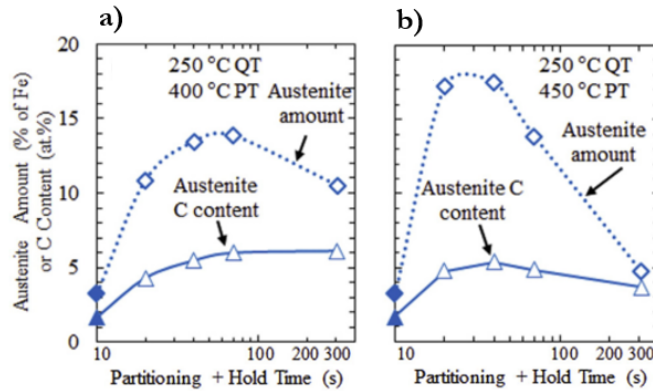 a)
b)
Austenite Amount (% of Fe)
or C Content (at.%)
20
15
10
5
0
250 °C QT
400 °C PT
Austenite
amount
Austenite
C content
10
100
200 300
Partitioning + Hold Time (s)
250 °C QT
450 °C PT
Austenite
amount
Austenite C
content
10
100
200 300
Partitioning + Hold Time (s)